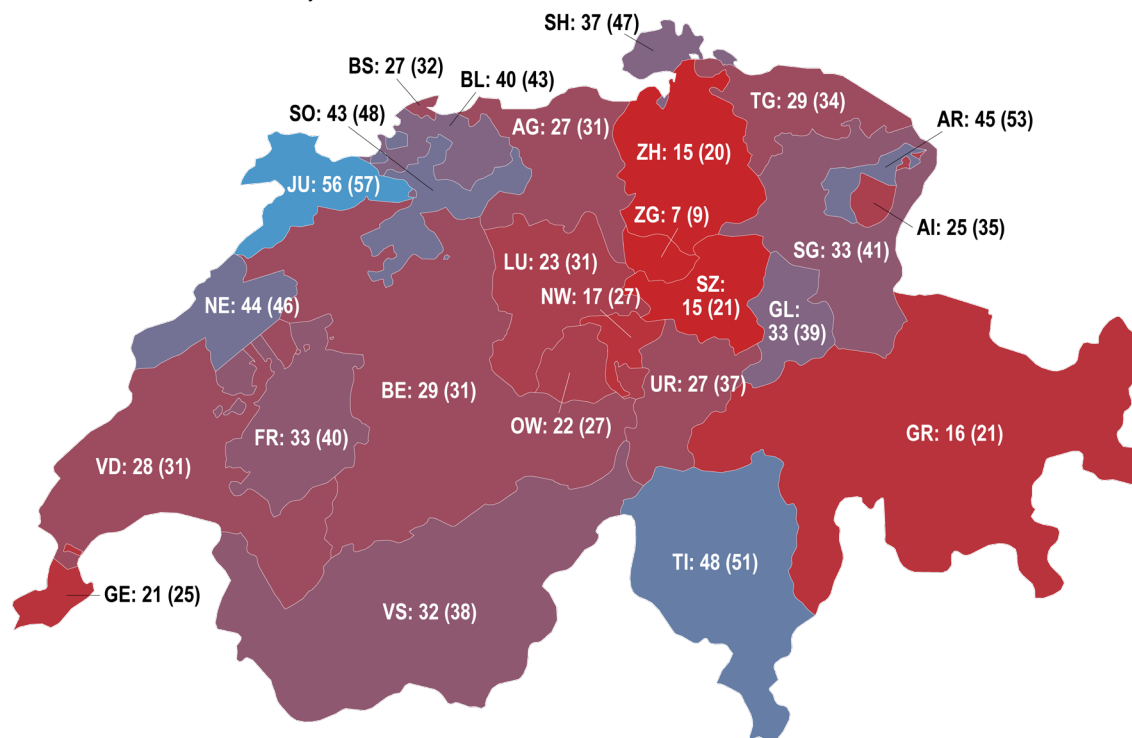 SH: 37 (47)
BS: 27 (32)
BL: 40 (43)
SO: 43 (48)
AG: 27 (31)
TG: 29 (34)
AR: 45 (53)
ZH: 15 (20)
JU: 56 (57)
ZG: 7 (9)
AI: 25 (35)
SG: 33 (41)
LU: 23 (31)
SZ:
15 (21)
NW: 17 (27)
NE: 44 (46)
GL:
33 (39)
UR: 27 (37)
BE: 29 (31)
OW: 22 (27)
FR: 33 (40)
GR: 16 (21)
VD: 28 (31)
TI: 48 (51)
GE: 21 (25)
VS: 32 (38)